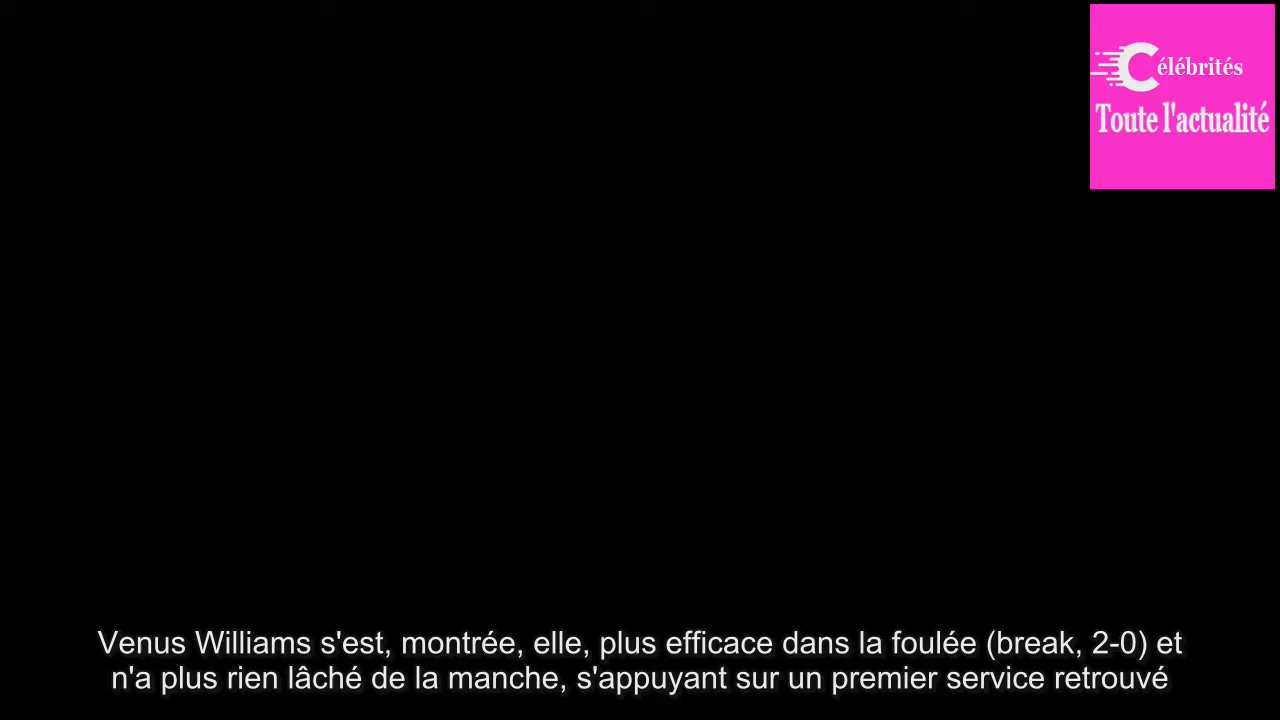 Célébrités
Toute l'actualité
Venus Williams s'est, montrée, elle, plus efficace dans la foulée (break, 2-0) et
n'a plus rien lâché de la manche, s'appuyant sur un premier service retrouvé